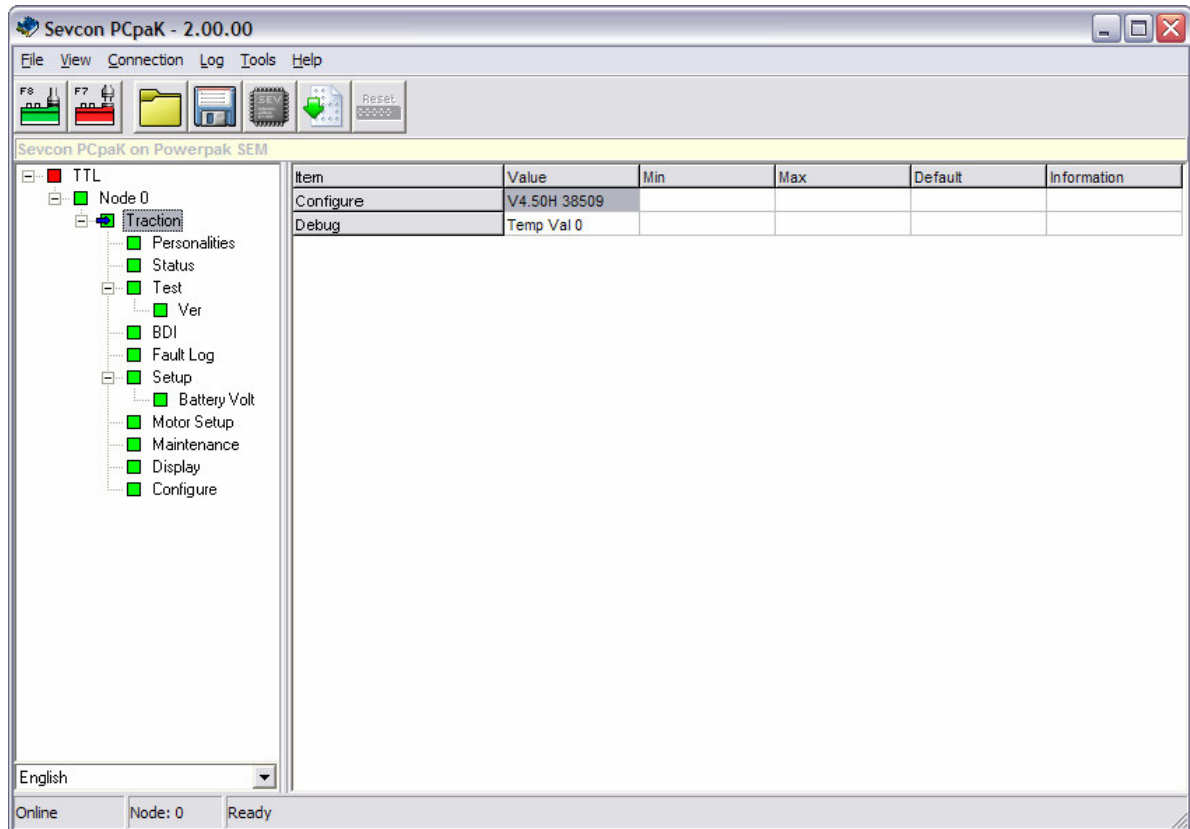 Sevcon PCpaK - 2.00.00
File View Connection Log Tools Help
F8 F7 SEV Reset
Sevcon PCpaK on Powerpak SEM
TTL
Node 0
Traction
Personalities
Status
Test
Ver
BDI
Fault Log
Setup
Battery Volt
Motor Setup
Maintenance
Display
Configure
Item Value Min Max Default Information
Configure V4.50H 38509
Debug Temp Val 0
English
Online Node: 0 Ready